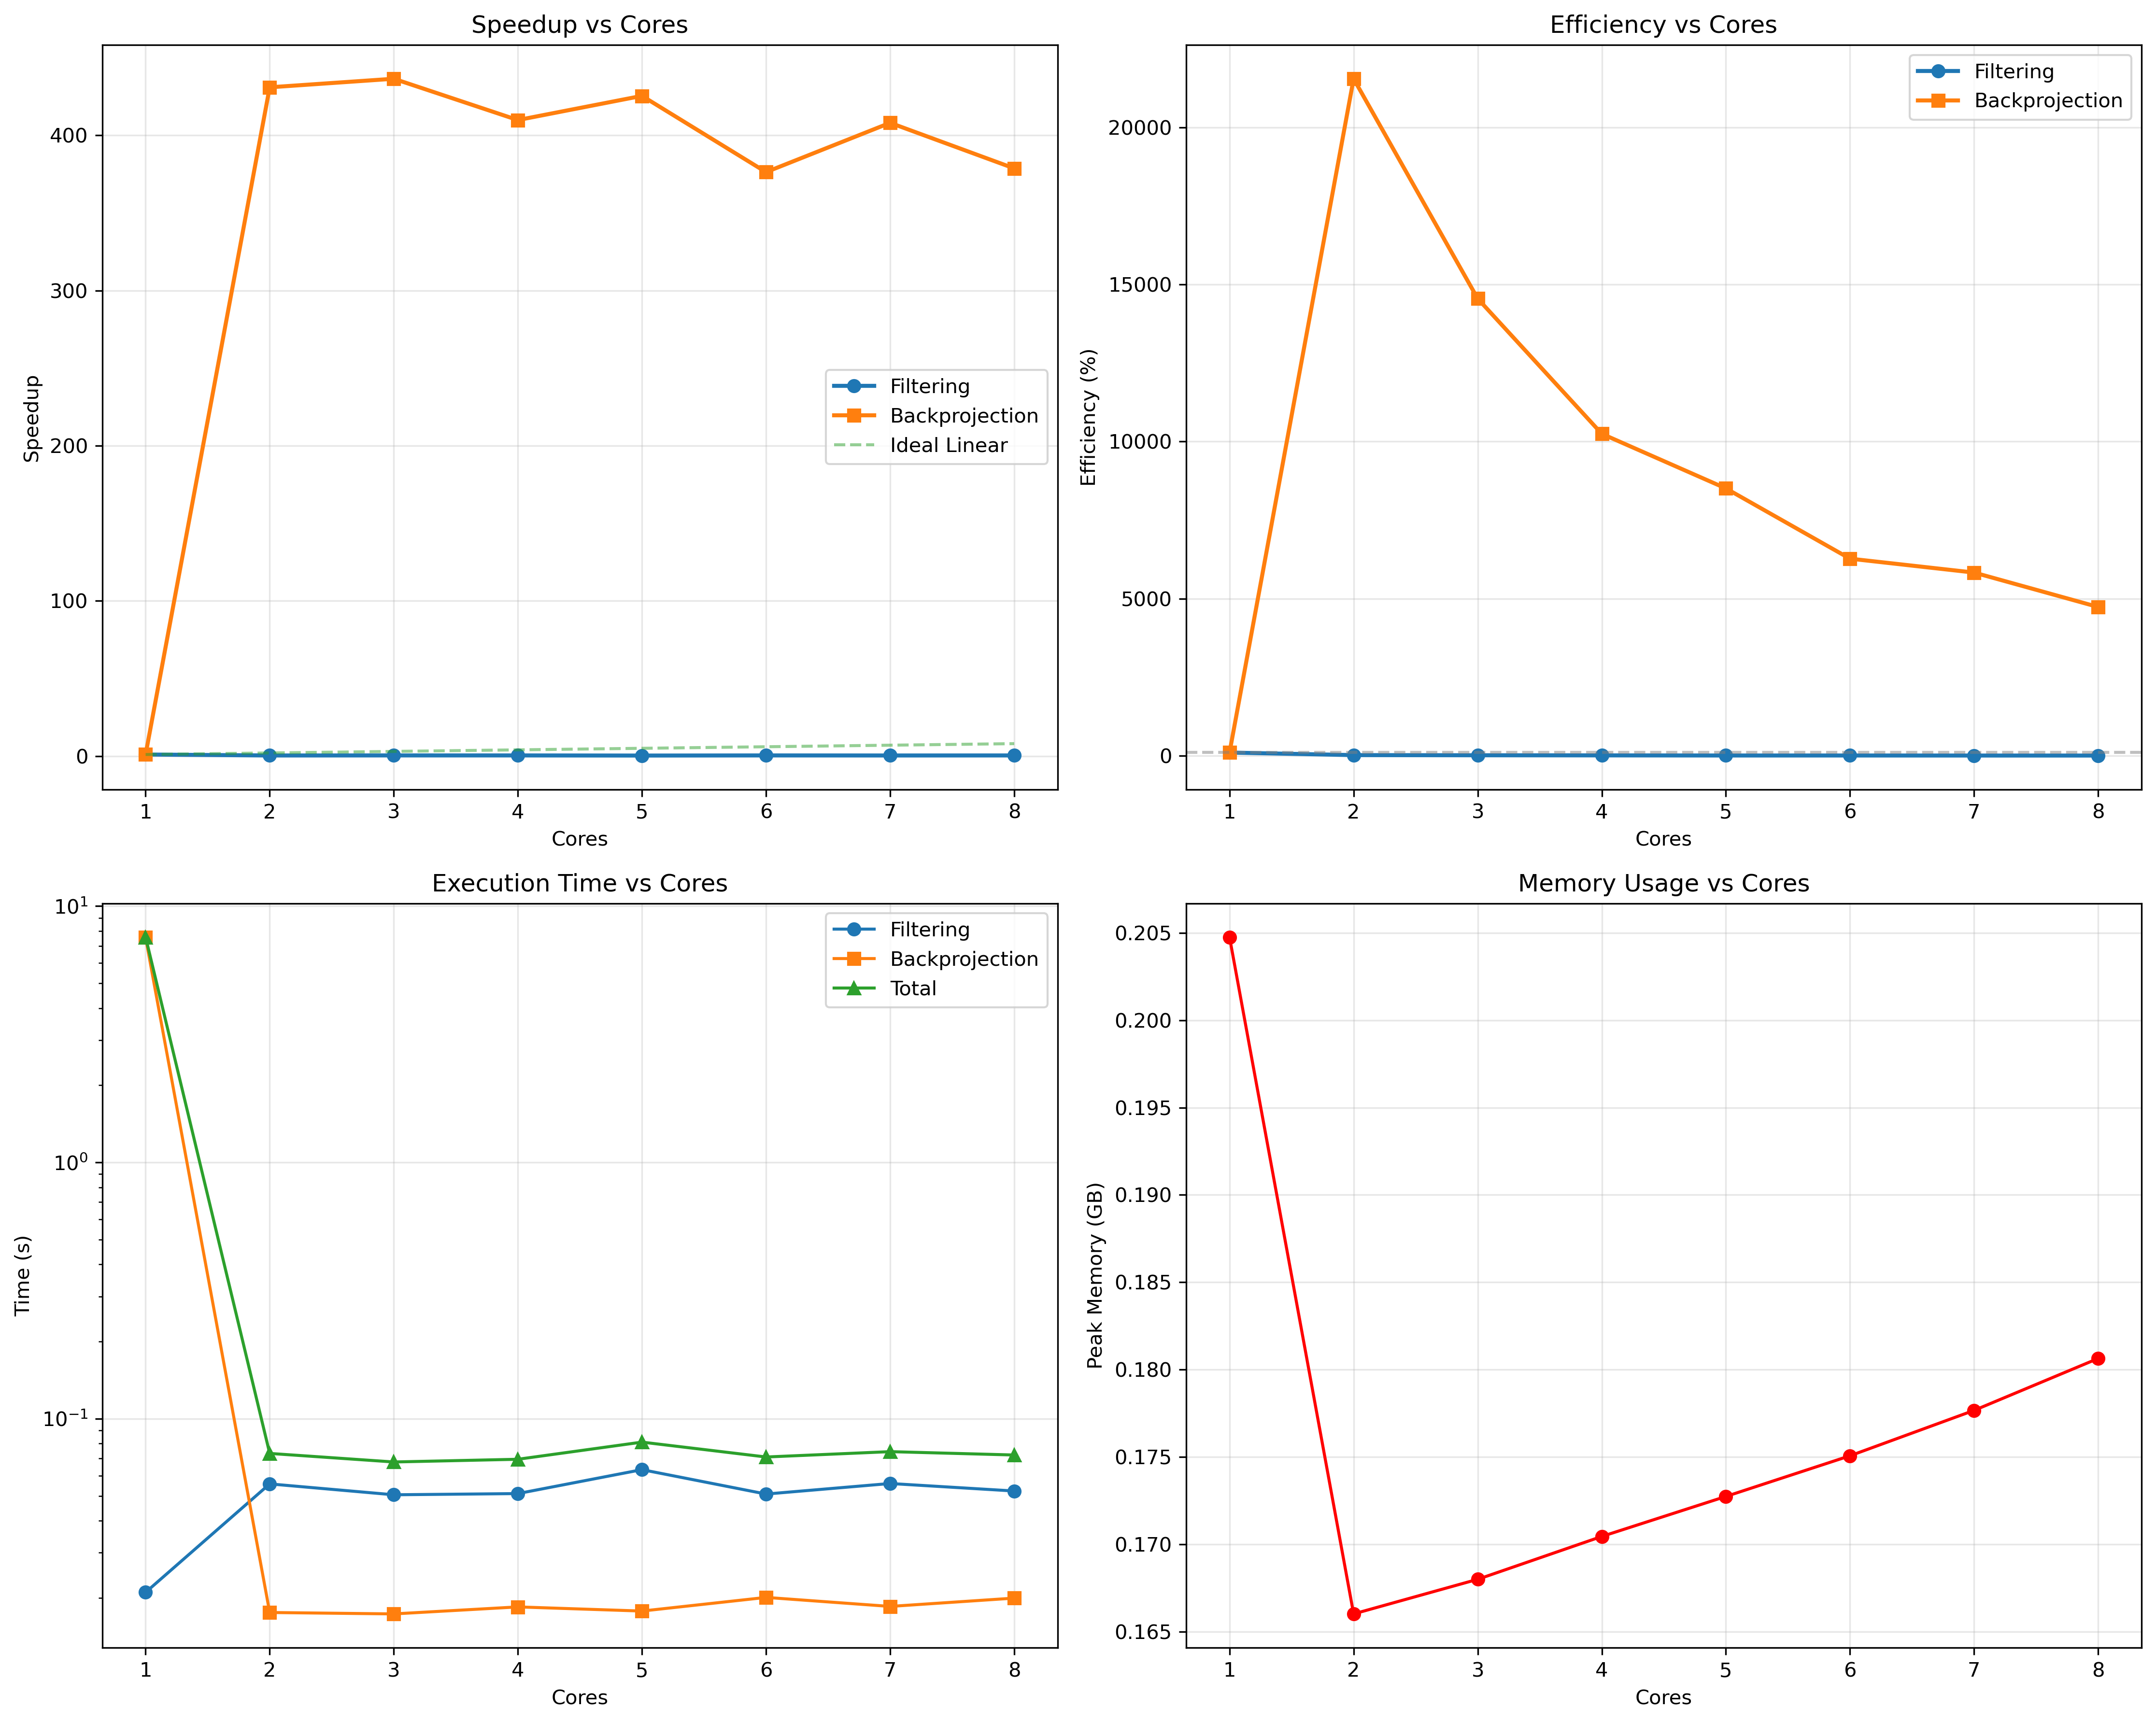 Speedup vs Cores
Speedup
400
300
200
100
0
Filtering
Backprojection
Ideal Linear
1 2 3 4 5 6 7 8
Cores
Efficiency vs Cores
Efficiency (%)
20000
15000
10000
5000
0
Filtering
Backprojection
1 2 3 4 5 6 7 8
Cores
Execution Time vs Cores
Time (s)
10¹
10⁰
10⁻¹
Filtering
Backprojection
Total
1 2 3 4 5 6 7 8
Cores
Memory Usage vs Cores
Peak Memory (GB)
0.205
0.200
0.195
0.190
0.185
0.180
0.175
0.170
0.165
1 2 3 4 5 6 7 8
Cores